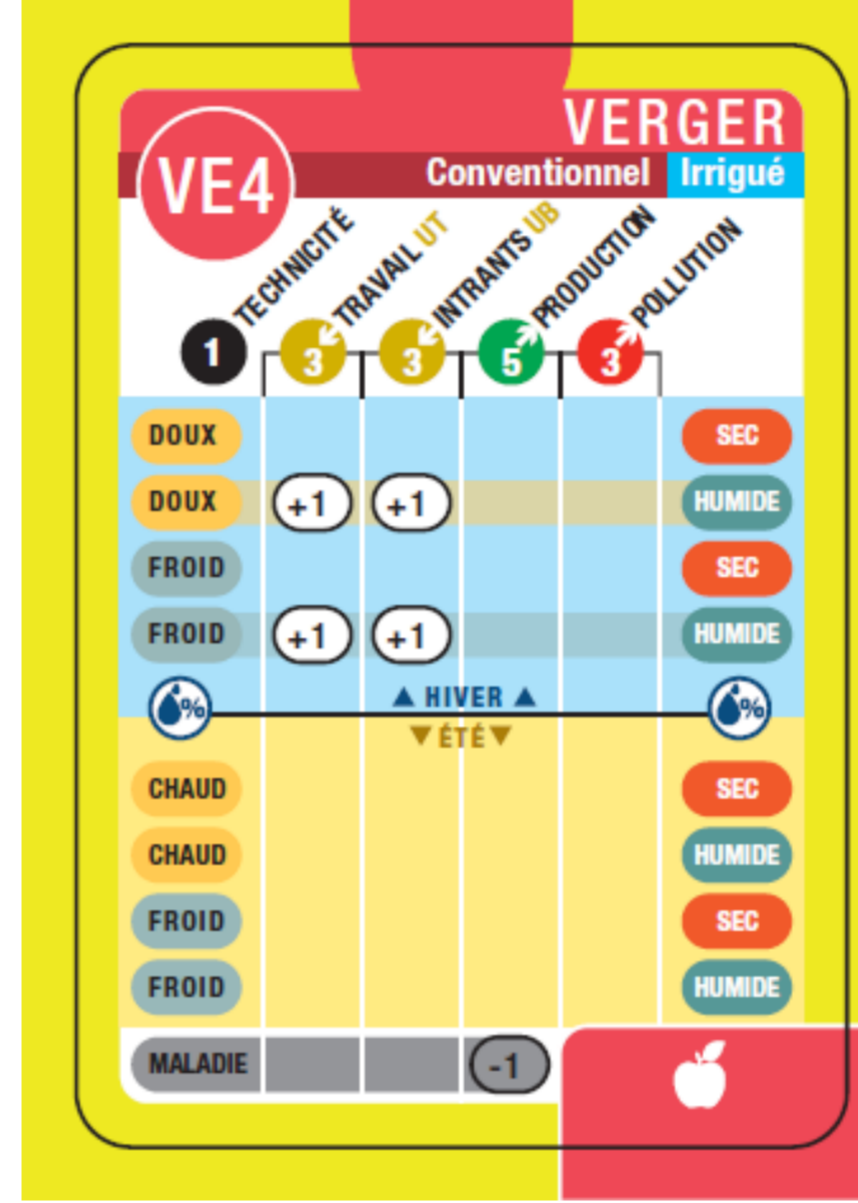 VERGER
VE4
Conventionnel Irrigué
TECHNICITÉ TRAVAIL UT INTRANTS UB PRODUCTION POLLUTION
1 3 3 5 3
DOUX SEC
DOUX +1 +1 HUMIDE
FROID SEC
FROID +1 +1 HUMIDE
% ▲ HIVER ▲ %
▼ ÉTÉ ▼
CHAUD SEC
CHAUD HUMIDE
FROID SEC
FROID HUMIDE
MALADIE -1